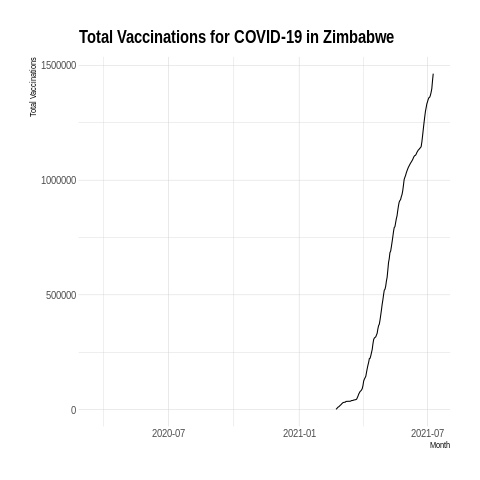 Total Vaccinations for COVID-19 in Zimbabwe
Total Vaccinations
1500000
1000000
500000
0
2020-07
2021-01
2021-07
Month